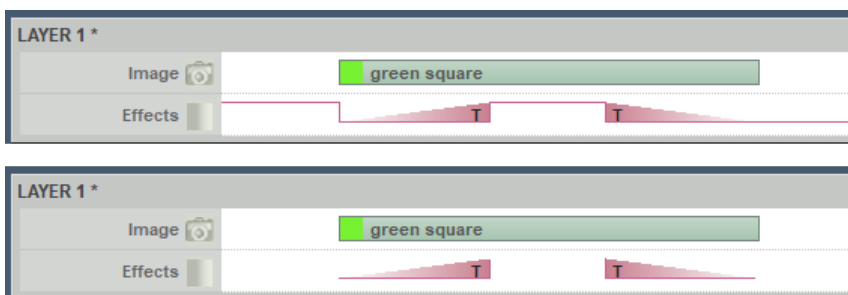 LAYER 1 *
Image green square
Effects T T
LAYER 1 *
Image green square
Effects T T